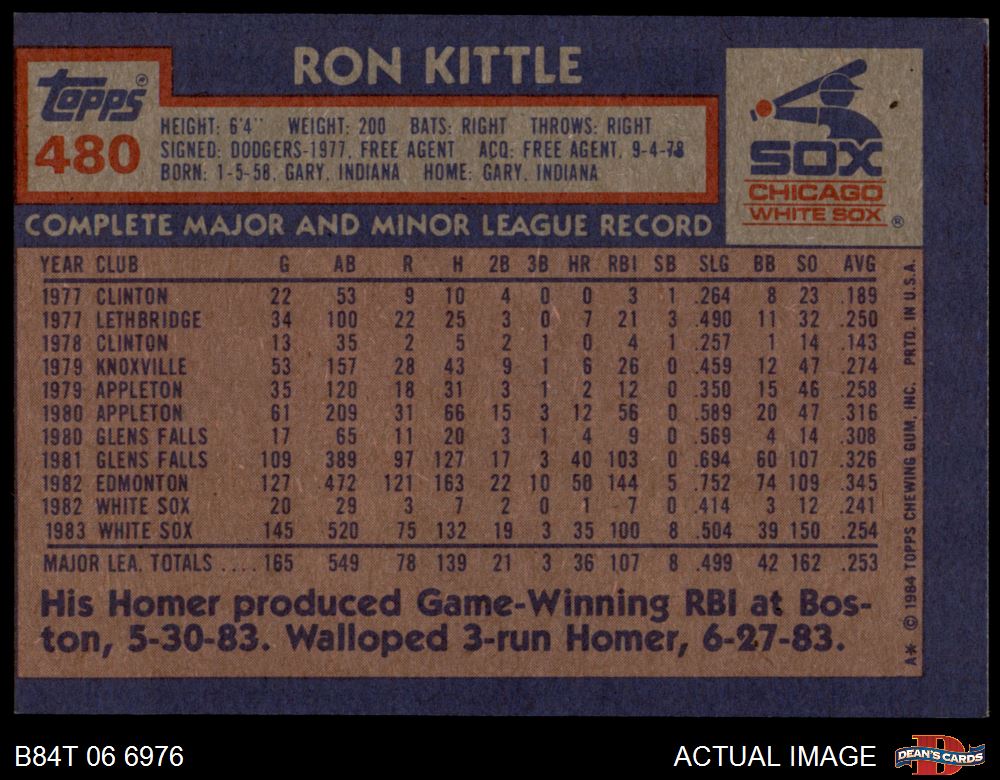 RON KITTLE
Topps®
480
HEIGHT: 6'4" WEIGHT: 200 BATS: RIGHT THROWS: RIGHT
SIGNED: DODGERS-1977, FREE AGENT ACQ: FREE AGENT, 9-4-78
BORN: 1-5-58, GARY, INDIANA HOME: GARY, INDIANA
SOX
CHICAGO
WHITE SOX ®
COMPLETE MAJOR AND MINOR LEAGUE RECORD
YEAR CLUB G AB R H 2B 3B HR RBI SB SLG BB SO AVG
1977 CLINTON 22 53 9 10 4 0 0 3 1 .264 8 23 .189
1977 LETHBRIDGE 34 100 22 25 3 0 7 21 3 .490 11 32 .250
1978 CLINTON 13 35 2 5 2 1 0 4 1 .257 1 14 .143
1979 KNOXVILLE 53 157 28 43 9 1 6 26 0 .459 12 47 .274
1979 APPLETON 35 120 18 31 3 1 2 12 0 .350 15 46 .258
1980 APPLETON 61 209 31 66 15 3 12 56 0 .589 20 47 .316
1980 GLENS FALLS 17 65 11 20 3 1 4 9 0 .569 4 14 .308
1981 GLENS FALLS 109 389 97 127 17 3 40 103 0 .694 60 107 .326
1982 EDMONTON 127 472 121 163 22 10 50 144 5 .752 74 109 .345
1982 WHITE SOX 20 29 3 7 2 0 1 7 0 .414 3 12 .241
1983 WHITE SOX 145 520 75 132 19 3 35 100 8 .504 39 150 .254
MAJOR LEA. TOTALS .... 165 549 78 139 21 3 36 107 8 .499 42 162 .253
His Homer produced Game-Winning RBI at Bos-
ton, 5-30-83. Walloped 3-run Homer, 6-27-83.
A* © 1984 TOPPS CHEWING GUM, INC. PRTD. IN U.S.A.
B84T 06 6976
ACTUAL IMAGE
D
DEAN'S CARDS